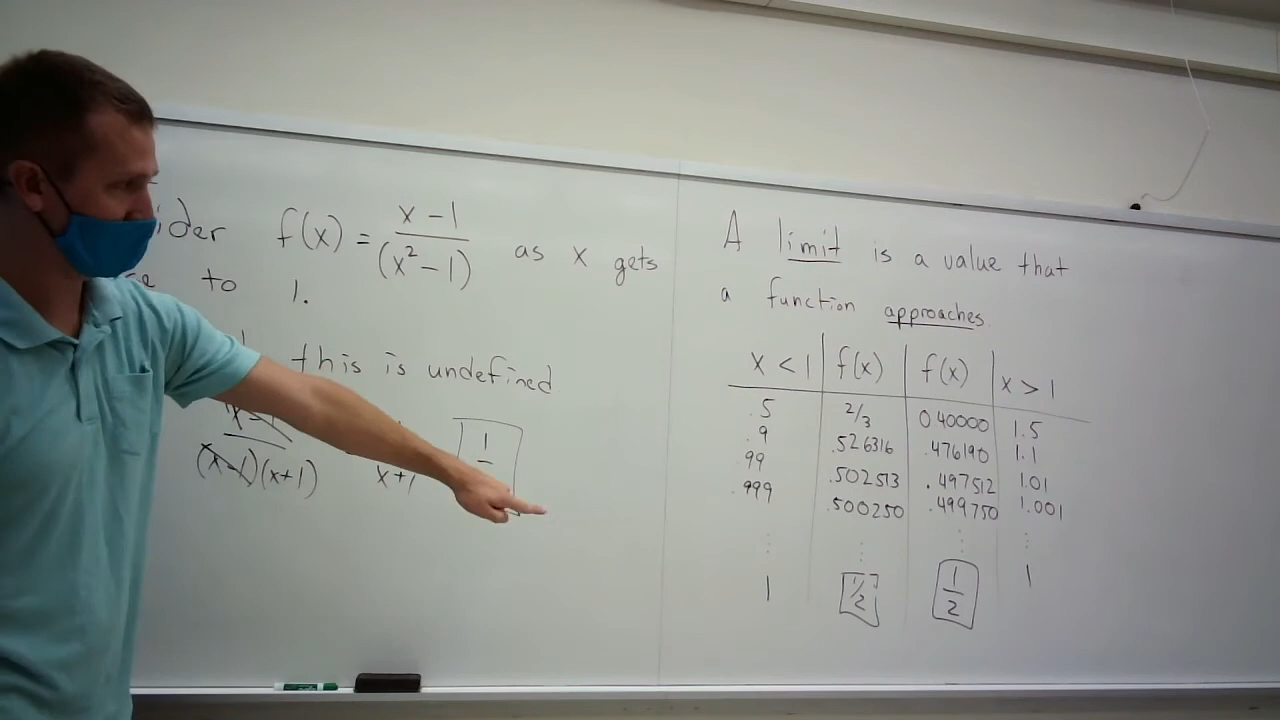 f(x) = x - 1 / (x² - 1) as x gets
to 1.
this is undefined
(x-1)(x+1) x+1 1
A limit is a value that
a function approaches
x < 1 f(x) f(x) x > 1
.5 2/3 0.40000 1.5
.9 .526316 .476190 1.1
.99 .502513 .497512 1.01
.999 .500250 .499750 1.001
⋮ ⋮ ⋮ ⋮
1 1/2 1/2 1